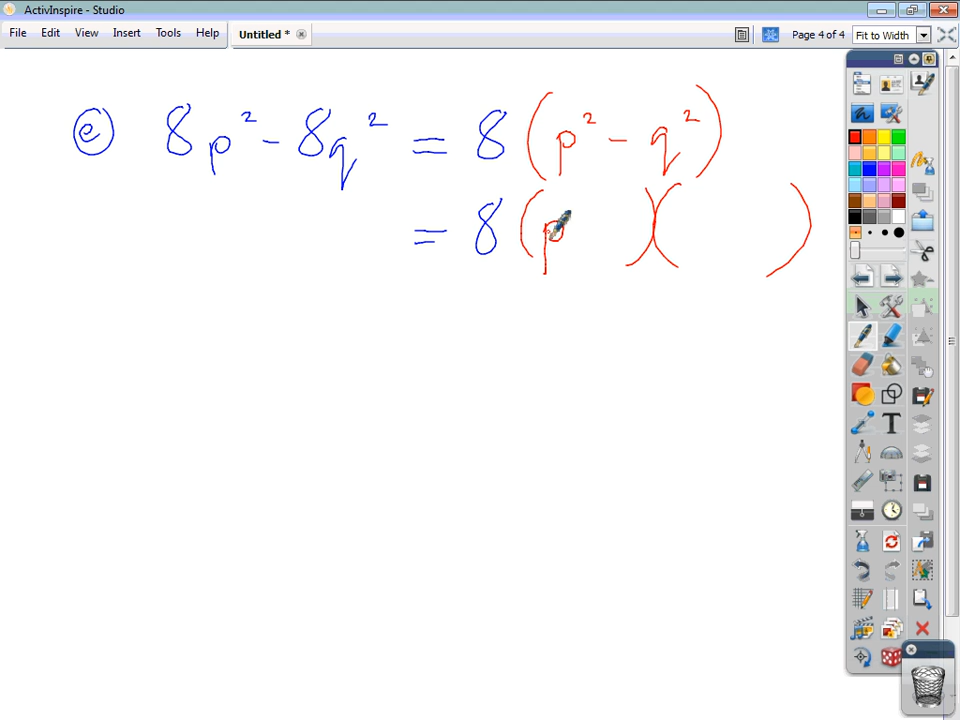 ActivInspire - Studio
File Edit View Insert Tools Help Untitled * Page 4 of 4 Fit to Width
ⓔ 8p² - 8q² = 8(p² - q²)
= 8(p )( )
T